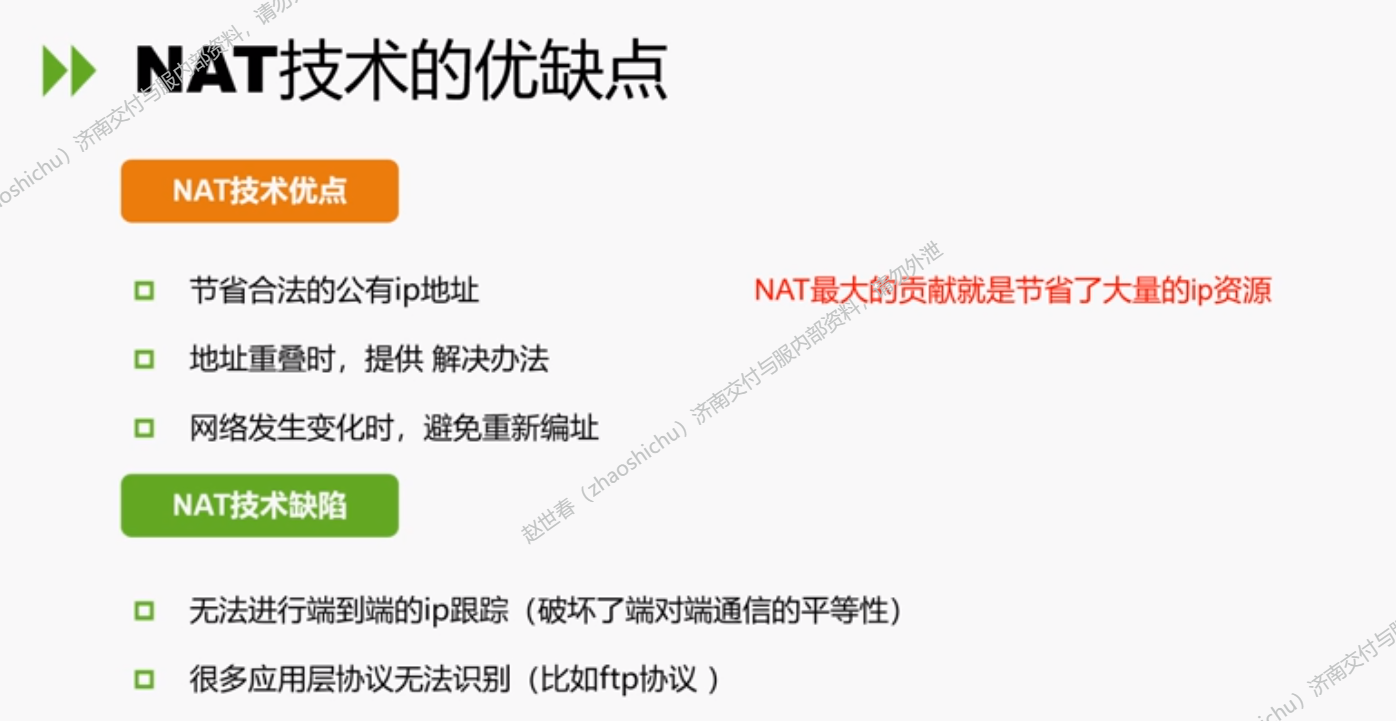 NAT技术的优缺点
NAT技术优点
节省合法的公有ip地址
NAT最大的贡献就是节省了大量的ip资源
地址重叠时，提供 解决办法
网络发生变化时，避免重新编址
NAT技术缺陷
无法进行端到端的ip跟踪（破坏了端对端通信的平等性）
很多应用层协议无法识别（比如ftp协议 ）
oshichu）济南交付与服内部资料，请勿
赵世春（zhaoshichu）济南交付与服内部资料，请勿外泄
chu）济南交付与服